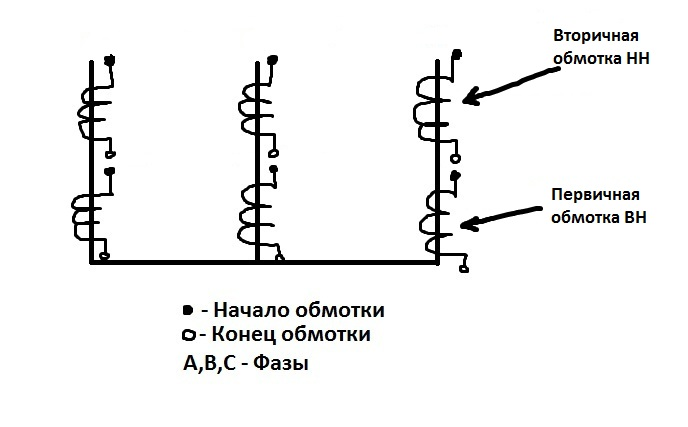 Вторичная
обмотка НН
Первичная
обмотка ВН
- Начало обмотки
- Конец обмотки
A,B,C - Фазы